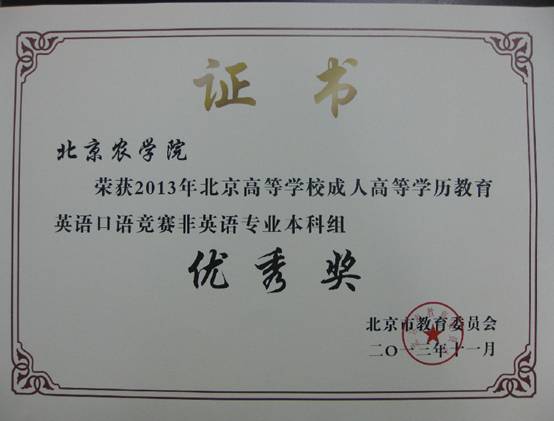 证书
北京农学院
荣获2013年北京高等学校成人高等学历教育
英语口语竞赛非英语专业本科组
优秀奖
北京市教育委员会
二〇一三年十一月